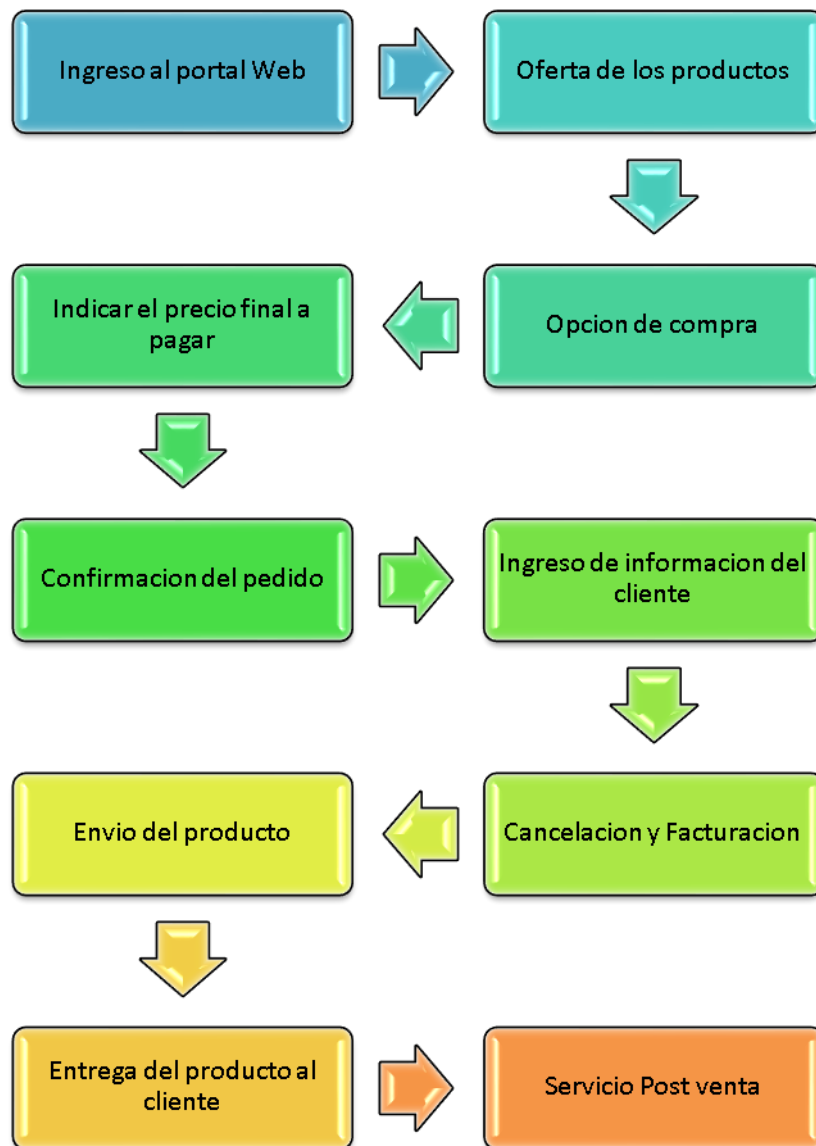 Ingreso al portal Web
Oferta de los productos
Opcion de compra
Indicar el precio final a
pagar
Confirmacion del pedido
Ingreso de informacion del
cliente
Cancelacion y Facturacion
Envio del producto
Entrega del producto al
cliente
Servicio Post venta